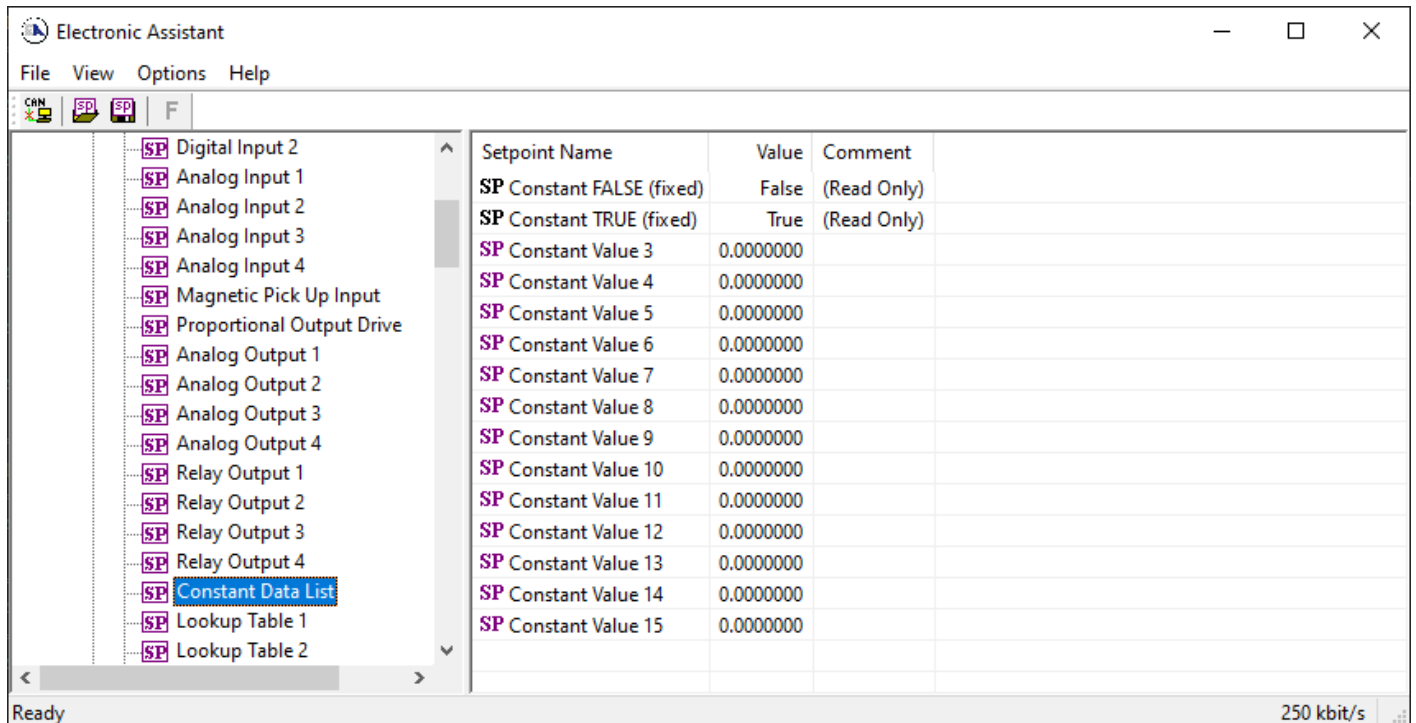 Electronic Assistant
File View Options Help
CAN SP SP F
SP Digital Input 2
SP Analog Input 1
SP Analog Input 2
SP Analog Input 3
SP Analog Input 4
SP Magnetic Pick Up Input
SP Proportional Output Drive
SP Analog Output 1
SP Analog Output 2
SP Analog Output 3
SP Analog Output 4
SP Relay Output 1
SP Relay Output 2
SP Relay Output 3
SP Relay Output 4
SP Constant Data List
SP Lookup Table 1
SP Lookup Table 2
Setpoint Name Value Comment
SP Constant FALSE (fixed) False (Read Only)
SP Constant TRUE (fixed) True (Read Only)
SP Constant Value 3 0.0000000
SP Constant Value 4 0.0000000
SP Constant Value 5 0.0000000
SP Constant Value 6 0.0000000
SP Constant Value 7 0.0000000
SP Constant Value 8 0.0000000
SP Constant Value 9 0.0000000
SP Constant Value 10 0.0000000
SP Constant Value 11 0.0000000
SP Constant Value 12 0.0000000
SP Constant Value 13 0.0000000
SP Constant Value 14 0.0000000
SP Constant Value 15 0.0000000
Ready 250 kbit/s